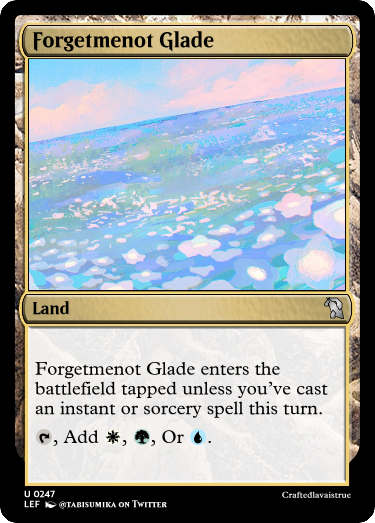 Forgetmenot Glade
Land
Forgetmenot Glade enters the
battlefield tapped unless you've cast
an instant or sorcery spell this turn.
, Add , , Or .
U 0247
LEF @TABISUMIKA ON TWITTER
Craftedlavaistrue